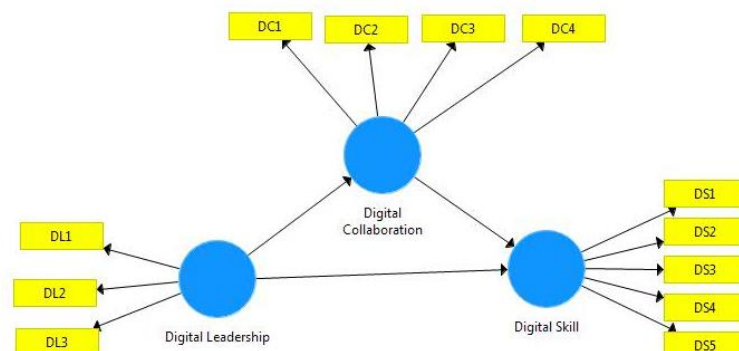 DC1
DC2
DC3
DC4
Digital
Collaboration
DS1
DS2
DS3
DS4
DS5
DL1
DL2
DL3
Digital Leadership
Digital Skill